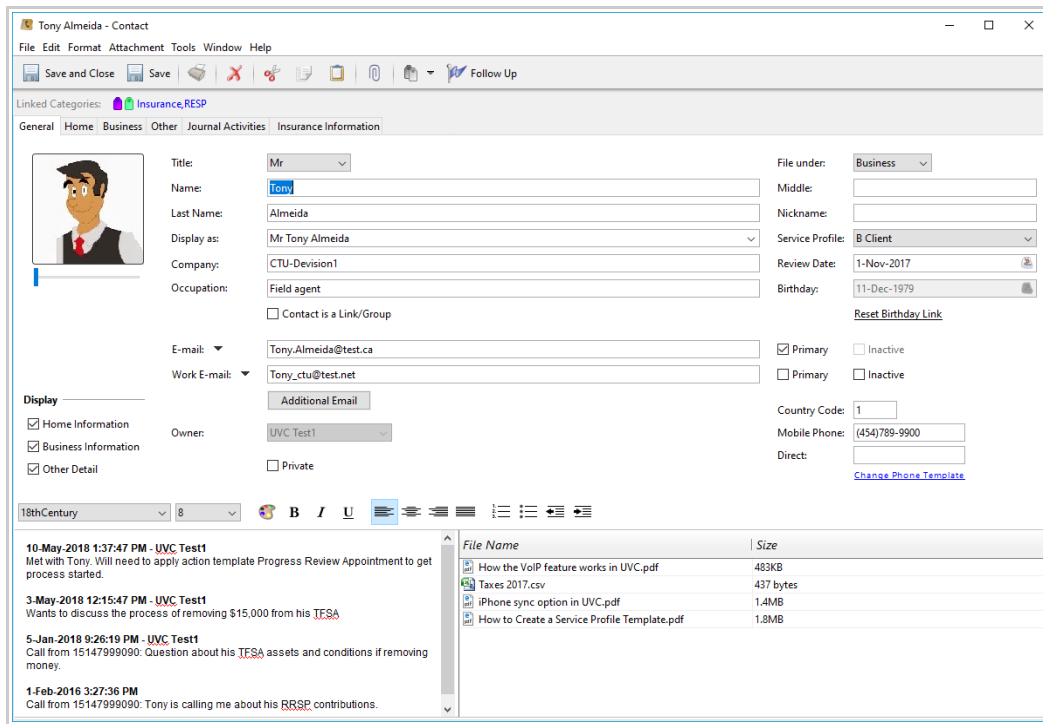 Tony Almeida - Contact
File Edit Format Attachment Tools Window Help
Save and Close Save Follow Up
Linked Categories: Insurance,RESP
General Home Business Other Journal Activities Insurance Information
Title: Mr File under: Business
Name: Tony Middle:
Last Name: Almeida Nickname:
Display as: Mr Tony Almeida Service Profile: B Client
Company: CTU-Devision1 Review Date: 1-Nov-2017
Occupation: Field agent Birthday: 11-Dec-1979
Contact is a Link/Group Reset Birthday Link
E-mail: Tony.Almeida@test.ca Primary Inactive
Work E-mail: Tony_ctu@test.net Primary Inactive
Display Additional Email
Country Code: 1
Home Information
Owner: UVC Test1 Mobile Phone: (454)789-9900
Business Information
Direct:
Other Detail Private
Change Phone Template
18thCentury 8 B I U
10-May-2018 1:37:47 PM - UVC Test1
Met with Tony. Will need to apply action template Progress Review Appointment to get
process started.
3-May-2018 12:15:47 PM - UVC Test1
Wants to discuss the process of removing $15,000 from his TFSA
5-Jan-2018 9:26:19 PM - UVC Test1
Call from 15147999090: Question about his TFSA assets and conditions if removing
money.
1-Feb-2016 3:27:36 PM
Call from 15147999090: Tony is calling me about his RRSP contributions.
File Name Size
How the VoIP feature works in UVC.pdf 483KB
Taxes 2017.csv 437 bytes
iPhone sync option in UVC.pdf 1.4MB
How to Create a Service Profile Template.pdf 1.8MB